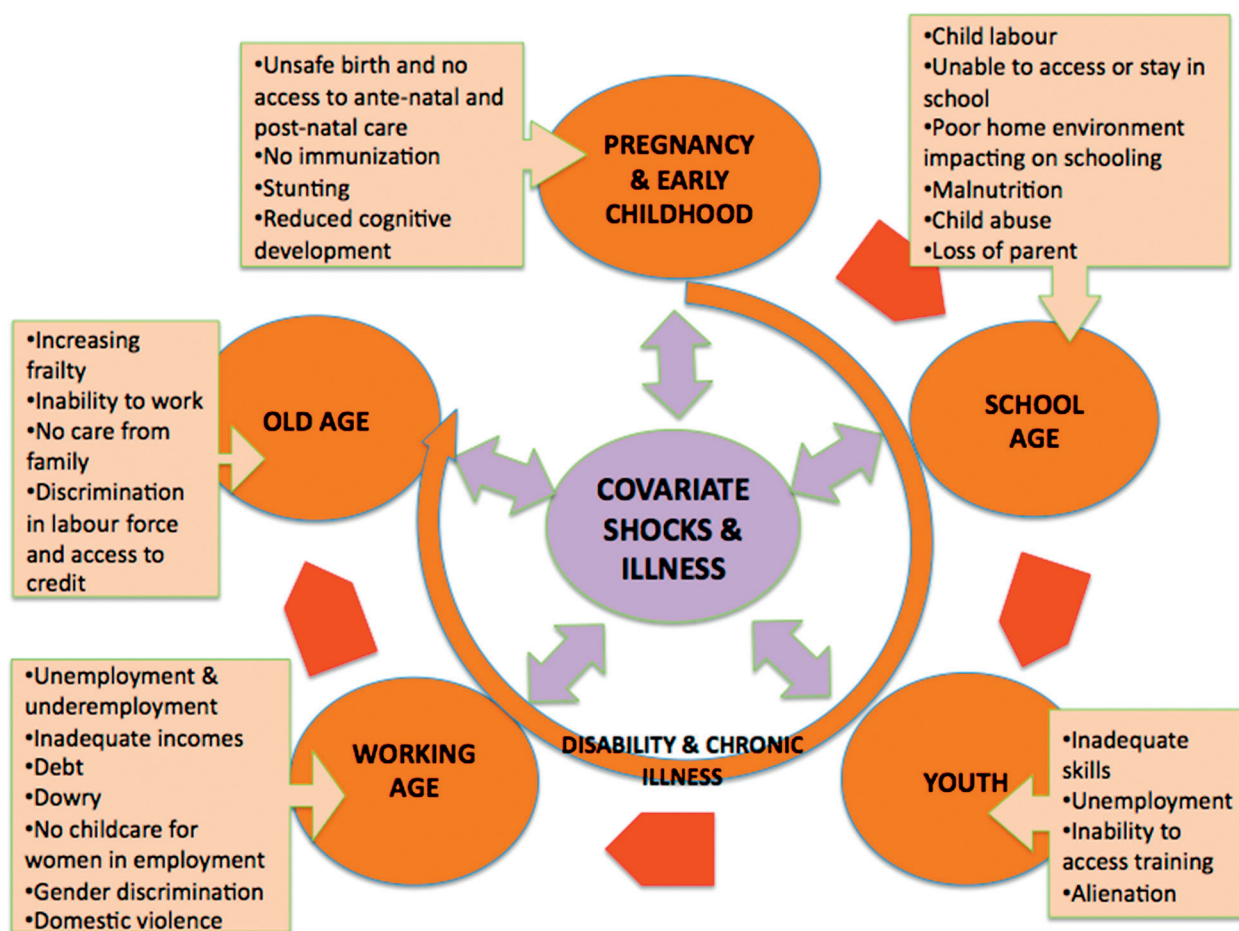 •Unsafe birth and no
access to ante-natal and
post-natal care
•No immunization
•Stunting
•Reduced cognitive
development
PREGNANCY
& EARLY
CHILDHOOD
•Child labour
•Unable to access or stay in
school
•Poor home environment
impacting on schooling
•Malnutrition
•Child abuse
•Loss of parent
SCHOOL
AGE
•Increasing
frailty
•Inability to work
•No care from
family
•Discrimination
in labour force
and access to
credit
OLD AGE
COVARIATE
SHOCKS &
ILLNESS
•Unemployment &
underemployment
•Inadequate incomes
•Debt
•Dowry
•No childcare for
women in employment
•Gender discrimination
•Domestic violence
WORKING
AGE
DISABILITY & CHRONIC
ILLNESS
YOUTH
•Inadequate
skills
•Unemployment
•Inability to
access training
•Alienation